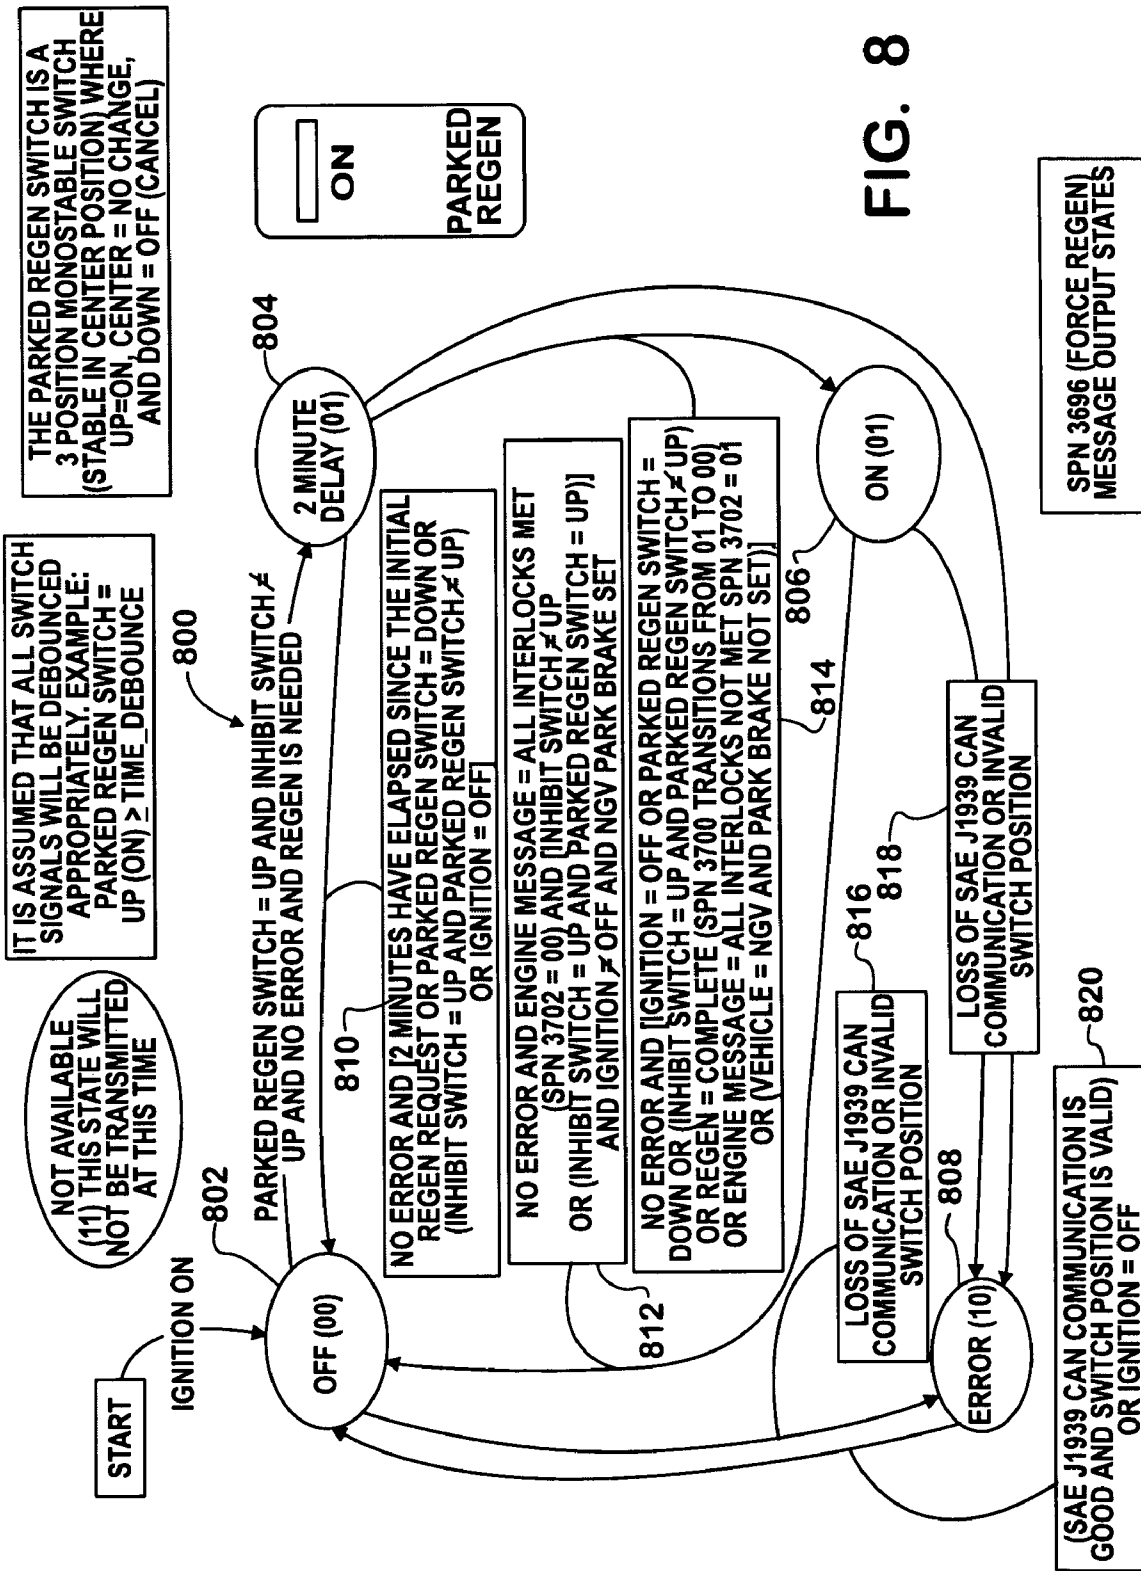 START
IGNITION ON
NOT AVAILABLE
(11) THIS STATE WILL
NOT BE TRANSMITTED
AT THIS TIME
IT IS ASSUMED THAT ALL SWITCH
SIGNALS WILL BE DEBOUNCED
APPROPRIATELY. EXAMPLE:
PARKED REGEN SWITCH =
UP (ON) ≥ TIME_DEBOUNCE
THE PARKED REGEN SWITCH IS A
3 POSITION MONOSTABLE SWITCH
(STABLE IN CENTER POSITION) WHERE
UP=ON, CENTER = NO CHANGE,
AND DOWN = OFF (CANCEL)
800
802
OFF (00)
PARKED REGEN SWITCH = UP AND INHIBIT SWITCH ≠
UP AND NO ERROR AND REGEN IS NEEDED
804
2 MINUTE
DELAY (01)
ON
PARKED
REGEN
810
NO ERROR AND [2 MINUTES HAVE ELAPSED SINCE THE INITIAL
REGEN REQUEST OR PARKED REGEN SWITCH = DOWN OR
(INHIBIT SWITCH = UP AND PARKED REGEN SWITCH ≠ UP)
OR IGNITION = OFF]
NO ERROR AND ENGINE MESSAGE = ALL INTERLOCKS MET
(SPN 3702 = 00) AND [INHIBIT SWITCH ≠ UP
OR (INHIBIT SWITCH = UP AND PARKED REGEN SWITCH = UP)]
AND IGNITION ≠ OFF AND NGV PARK BRAKE SET
812
NO ERROR AND [IGNITION = OFF OR PARKED REGEN SWITCH =
DOWN OR (INHIBIT SWITCH = UP AND PARKED REGEN SWITCH ≠ UP)
OR REGEN = COMPLETE (SPN 3700 TRANSITIONS FROM 01 TO 00)
OR ENGINE MESSAGE = ALL INTERLOCKS NOT MET SPN 3702 = 01
OR (VEHICLE = NGV AND PARK BRAKE NOT SET)]
814
806
ON (01)
LOSS OF SAE J1939 CAN
COMMUNICATION OR INVALID
SWITCH POSITION
816
818
LOSS OF SAE J1939 CAN
COMMUNICATION OR INVALID
SWITCH POSITION
808
ERROR (10)
820
(SAE J1939 CAN COMMUNICATION IS
GOOD AND SWITCH POSITION IS VALID)
OR IGNITION = OFF
SPN 3696 (FORCE REGEN)
MESSAGE OUTPUT STATES
FIG. 8